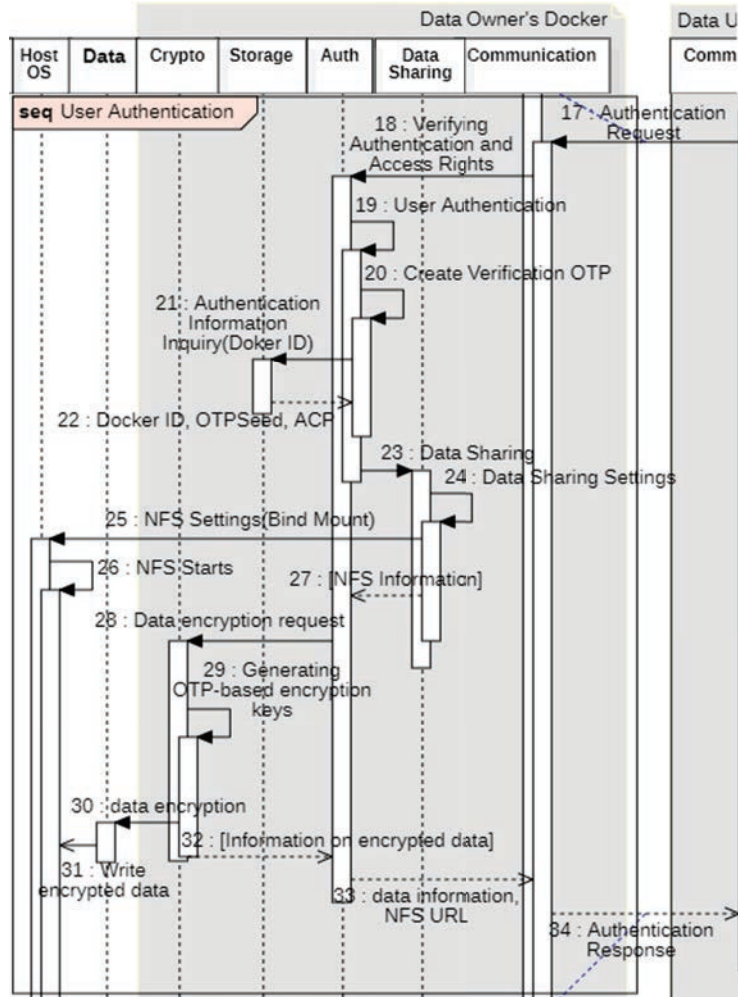 Data Owner's Docker
Data U
Host
OS
Data
Crypto
Storage
Auth
Data
Sharing
Communication
Comm
seq User Authentication
17 : Authentication
Request
18 : Verifying
Authentication and
Access Rights
19 : User Authentication
20 : Create Verification OTP
21 : Authentication
Information
Inquiry(Doker ID)
22 : Docker ID, OTPSeed, ACP
23 : Data Sharing
24 : Data Sharing Settings
25 : NFS Settings(Bind Mount)
26 : NFS Starts
27 : [NFS Information]
28 : Data encryption request
29 : Generating
OTP-based encryption
keys
30 : data encryption
31 : Write
encrypted data
32 : [Information on encrypted data]
33 : data information,
NFS URL
34 : Authentication
Response